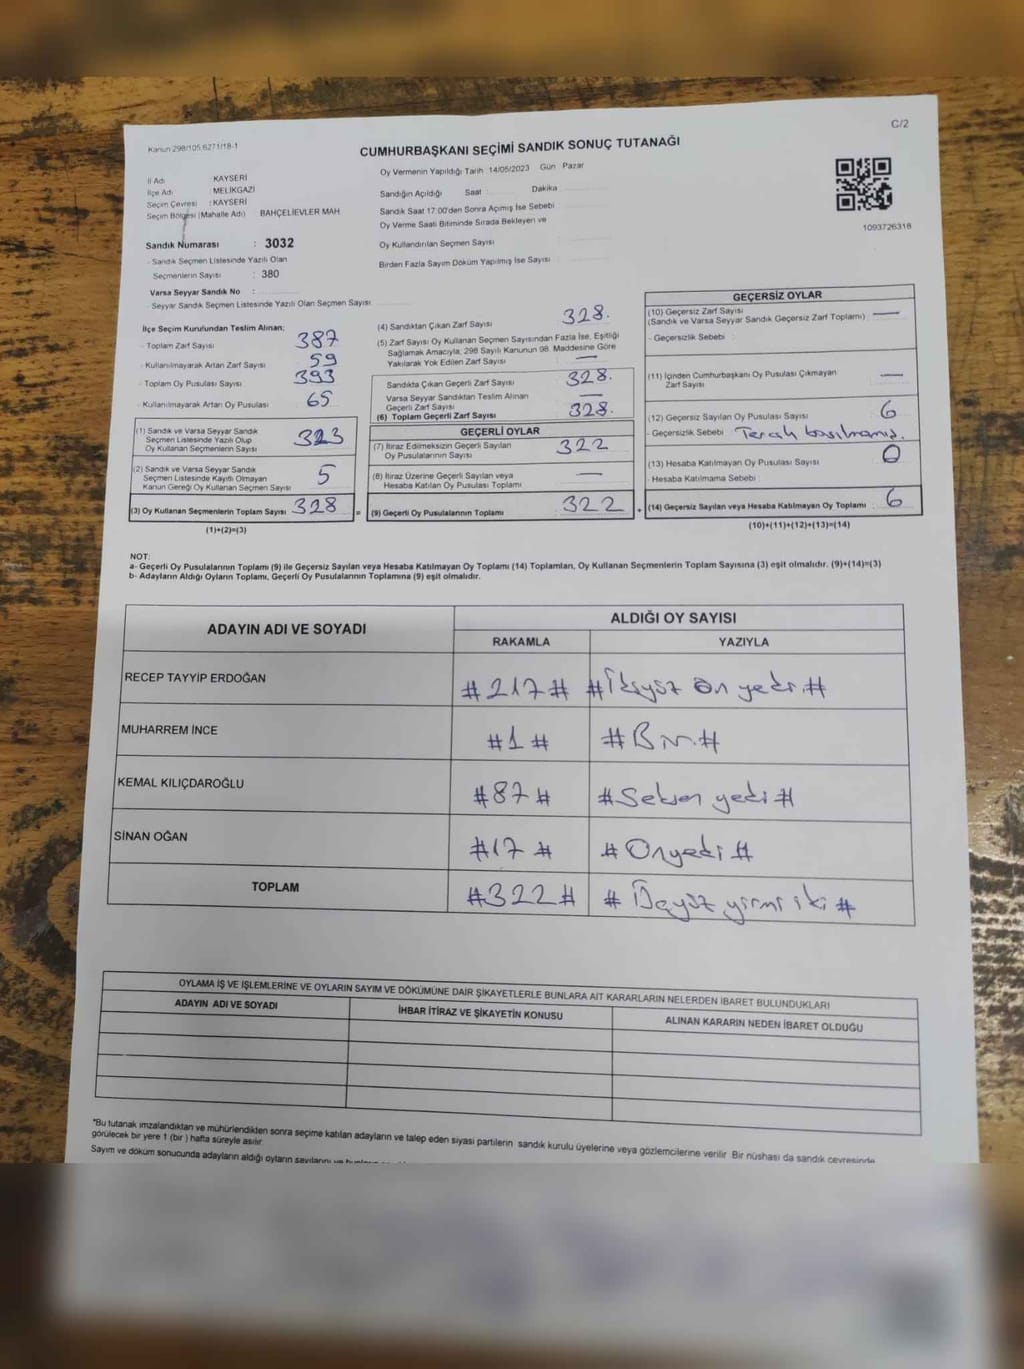 C/2
Kanun 298/105.6271/18-1
CUMHURBAŞKANI SEÇİMİ SANDIK SONUÇ TUTANAĞI
İl Adı KAYSERİ
İlçe Adı MELİKGAZİ
Seçim Çevresi : KAYSERİ
Seçim Bölgesi (Mahalle Adı) BAHÇELİEVLER MAH
Sandık Numarası : 3032
- Sandık Seçmen Listesinde Yazılı Olan
Seçmenlerin Sayısı : 380
Varsa Seyyar Sandık No :
- Seyyar Sandık Seçmen Listesinde Yazılı Olan Seçmen Sayısı:
Oy Vermenin Yapıldığı Tarih :14/05/2023 Gün Pazar
Sandığın Açıldığı Saat : Dakika
Sandık Saat 17:00'den Sonra Açımış İse Sebebi
Oy Verme Saati Bitiminde Sırada Bekleyen ve
Oy Kullandırılan Seçmen Sayısı
Birden Fazla Sayım Döküm Yapılmış İse Sayısı
1093726318
İlçe Seçim Kurulundan Teslim Alınan;
- Toplam Zarf Sayısı 387
- Kullanılmayarak Artan Zarf Sayısı 59
- Toplam Oy Pusulası Sayısı 393
- Kullanılmayarak Artan Oy Pusulası 65
(1) Sandık ve Varsa Seyyar Sandık
Seçmen Listesinde Yazılı Olup
Oy Kullanan Seçmenlerin Sayısı 323
(2) Sandık ve Varsa Seyyar Sandık
Seçmen Listesinde Kayıtlı Olmayan
Kanun Gereği Oy Kullanan Seçmen Sayısı 5
(3) Oy Kullanan Seçmenlerin Toplam Sayısı 328 =
(1)+(2)=(3)
(4) Sandıktan Çıkan Zarf Sayısı 328.
(5) Zarf Sayısı Oy Kullanan Seçmen Sayısından Fazla İse, Eşitliği
Sağlamak Amacıyla, 298 Sayılı Kanunun 98. Maddesine Göre
Yakılarak Yok Edilen Zarf Sayısı —
Sandıkta Çıkan Geçerli Zarf Sayısı 328.
Varsa Seyyar Sandıktan Teslim Alınan
Geçerli Zarf Sayısı —
(6) Toplam Geçerli Zarf Sayısı 328.
GEÇERLİ OYLAR
(7) İtiraz Edilmeksizin Geçerli Sayılan
Oy Pusulalarının Sayısı 322
(8) İtiraz Üzerine Geçerli Sayılan veya
Hesaba Katılan Oy Pusulası Toplamı —
(9) Geçerli Oy Pusulalarının Toplamı 322 +
GEÇERSİZ OYLAR
(10) Geçersiz Zarf Sayısı
(Sandık ve Varsa Seyyar Sandık Geçersiz Zarf Toplamı) —
- Geçersizlik Sebebi :
(11) İçinden Cumhurbaşkanı Oy Pusulası Çıkmayan
Zarf Sayısı —
(12) Geçersiz Sayılan Oy Pusulası Sayısı 6
- Geçersizlik Sebebi Tercih basılmamış.
(13) Hesaba Katılmayan Oy Pusulası Sayısı 0
- Hesaba Katılmama Sebebi
(14) Geçersiz Sayılan veya Hesaba Katılmayan Oy Toplamı : 6
(10)+(11)+(12)+(13)=(14)
NOT:
a- Geçerli Oy Pusulalarının Toplamı (9) ile Geçersiz Sayılan veya Hesaba Katılmayan Oy Toplamı (14) Toplamları, Oy Kullanan Seçmenlerin Toplam Sayısına (3) eşit olmalıdır. (9)+(14)=(3)
b- Adayların Aldığı Oyların Toplamı, Geçerli Oy Pusulalarının Toplamına (9) eşit olmalıdır.
ADAYIN ADI VE SOYADI ALDIĞI OY SAYISI
RAKAMLA YAZIYLA
RECEP TAYYİP ERDOĞAN #217# #İkiyüz On yedi.#
MUHARREM İNCE #1# #Bir.#
KEMAL KILIÇDAROĞLU #87# #Seksen yedi#
SİNAN OĞAN #17# #Onyedi#
TOPLAM #322# #Üçyüz yirmi iki#
OYLAMA İŞ VE İŞLEMLERİNE VE OYLARIN SAYIM VE DÖKÜMÜNE DAİR ŞİKAYETLERLE BUNLARA AİT KARARLARIN NELERDEN İBARET BULUNDUKLARI
ADAYIN ADI VE SOYADI İHBAR İTİRAZ VE ŞİKAYETİN KONUSU ALINAN KARARIN NEDEN İBARET OLDUĞU
*Bu tutanak imzalandıktan ve mühürlendikten sonra seçime katılan adayların ve talep eden siyasi partilerin sandık kurulu üyelerine veya gözlemcilerine verilir Bir nüshası da sandık çevresinde
görülecek bir yere 1 (bir) hafta süreyle asılır.
Sayım ve döküm sonucunda adayların aldığı oyların sayılarını